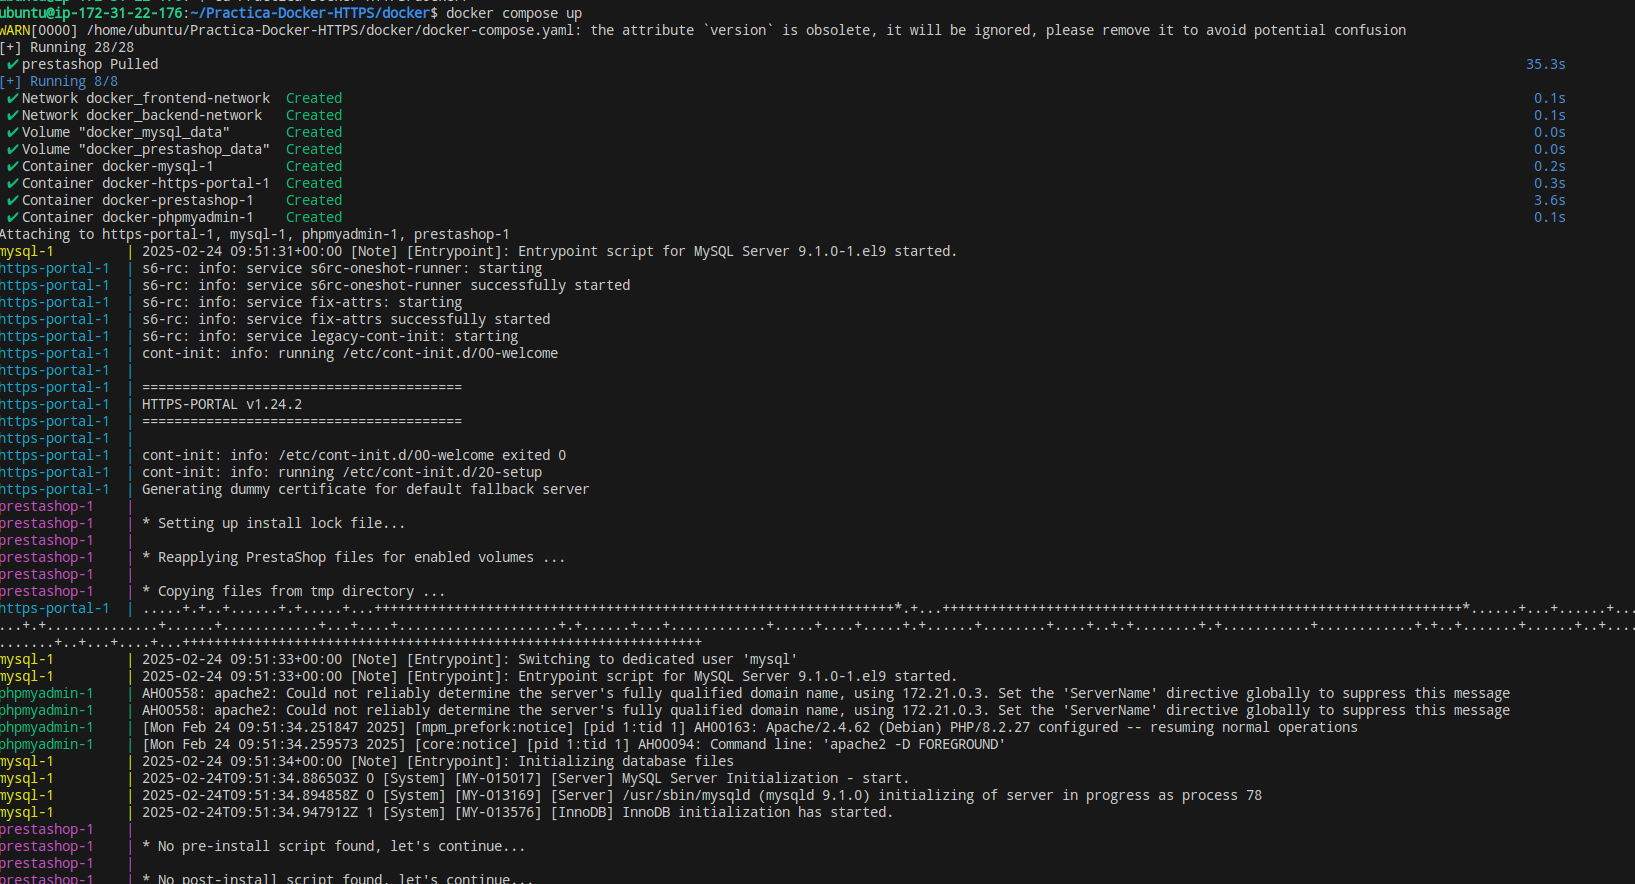 ubuntu@ip-172-31-22-176:~/Practica-Docker-HTTPS/docker$ docker compose up
WARN[0000] /home/ubuntu/Practica-Docker-HTTPS/docker/docker-compose.yaml: the attribute `version` is obsolete, it will be ignored, please remove it to avoid potential confusion
[+] Running 28/28
✔ prestashop Pulled 35.3s
[+] Running 8/8
✔ Network docker_frontend-network Created 0.1s
✔ Network docker_backend-network Created 0.1s
✔ Volume "docker_mysql_data" Created 0.0s
✔ Volume "docker_prestashop_data" Created 0.0s
✔ Container docker-mysql-1 Created 0.2s
✔ Container docker-https-portal-1 Created 0.3s
✔ Container docker-prestashop-1 Created 3.6s
✔ Container docker-phpmyadmin-1 Created 0.1s
Attaching to https-portal-1, mysql-1, phpmyadmin-1, prestashop-1
mysql-1 | 2025-02-24 09:51:31+00:00 [Note] [Entrypoint]: Entrypoint script for MySQL Server 9.1.0-1.el9 started.
https-portal-1 | s6-rc: info: service s6rc-oneshot-runner: starting
https-portal-1 | s6-rc: info: service s6rc-oneshot-runner successfully started
https-portal-1 | s6-rc: info: service fix-attrs: starting
https-portal-1 | s6-rc: info: service fix-attrs successfully started
https-portal-1 | s6-rc: info: service legacy-cont-init: starting
https-portal-1 | cont-init: info: running /etc/cont-init.d/00-welcome
https-portal-1 |
https-portal-1 | ========================================
https-portal-1 | HTTPS-PORTAL v1.24.2
https-portal-1 | ========================================
https-portal-1 |
https-portal-1 | cont-init: info: /etc/cont-init.d/00-welcome exited 0
https-portal-1 | cont-init: info: running /etc/cont-init.d/20-setup
https-portal-1 | Generating dummy certificate for default fallback server
prestashop-1 |
prestashop-1 | * Setting up install lock file...
prestashop-1 |
prestashop-1 | * Reapplying PrestaShop files for enabled volumes ...
prestashop-1 |
prestashop-1 | * Copying files from tmp directory ...
https-portal-1 | .....+.+..+......+.+.....+...+++++++++++++++++++++++++++++++++++++++++++++++++++++++++++++++++*.+...+++++++++++++++++++++++++++++++++++++++++++++++++++++++++++++++++*......+...+......+...
...+.+..............+......+............+...+....+....................+.+......+...+............+.....+....+.....+.+......+........+....+..+.+........+.+...........+............+.+..+.......+......+..+....
.......+..+...+....+...+++++++++++++++++++++++++++++++++++++++++++++++++++++++++++++++++
mysql-1 | 2025-02-24 09:51:33+00:00 [Note] [Entrypoint]: Switching to dedicated user 'mysql'
mysql-1 | 2025-02-24 09:51:33+00:00 [Note] [Entrypoint]: Entrypoint script for MySQL Server 9.1.0-1.el9 started.
phpmyadmin-1 | AH00558: apache2: Could not reliably determine the server's fully qualified domain name, using 172.21.0.3. Set the 'ServerName' directive globally to suppress this message
phpmyadmin-1 | AH00558: apache2: Could not reliably determine the server's fully qualified domain name, using 172.21.0.3. Set the 'ServerName' directive globally to suppress this message
phpmyadmin-1 | [Mon Feb 24 09:51:34.251847 2025] [mpm_prefork:notice] [pid 1:tid 1] AH00163: Apache/2.4.62 (Debian) PHP/8.2.27 configured -- resuming normal operations
phpmyadmin-1 | [Mon Feb 24 09:51:34.259573 2025] [core:notice] [pid 1:tid 1] AH00094: Command line: 'apache2 -D FOREGROUND'
mysql-1 | 2025-02-24 09:51:34+00:00 [Note] [Entrypoint]: Initializing database files
mysql-1 | 2025-02-24T09:51:34.886503Z 0 [System] [MY-015017] [Server] MySQL Server Initialization - start.
mysql-1 | 2025-02-24T09:51:34.894858Z 0 [System] [MY-013169] [Server] /usr/sbin/mysqld (mysqld 9.1.0) initializing of server in progress as process 78
mysql-1 | 2025-02-24T09:51:34.947912Z 1 [System] [MY-013576] [InnoDB] InnoDB initialization has started.
prestashop-1 |
prestashop-1 | * No pre-install script found, let's continue...
prestashop-1 |
prestashop-1 | * No post-install script found, let's continue...